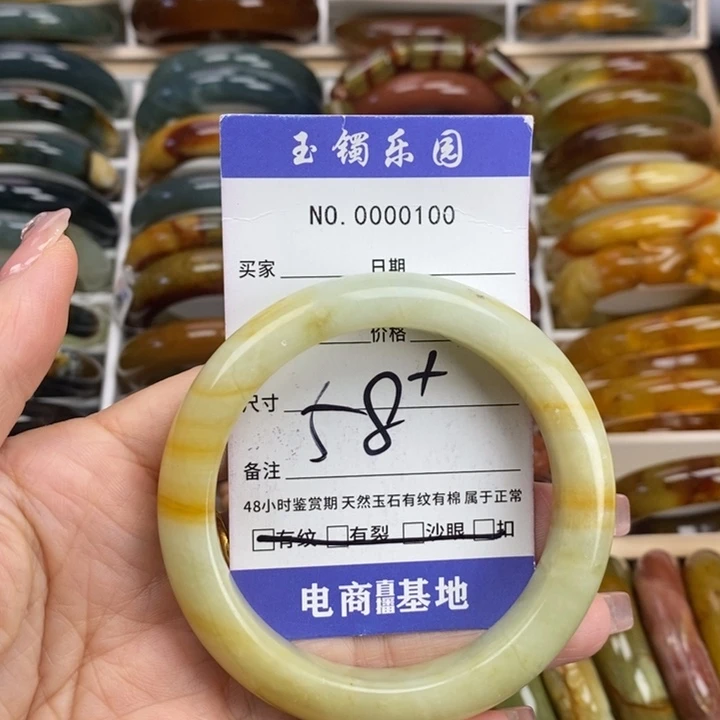 玉镯乐园
NO.0000100
买家 日期
价格
尺寸 58+
备注
48小时鉴赏期 天然玉石有纹有棉 属于正常
□有纹 □有裂 □沙眼 □扣
电商直播基地